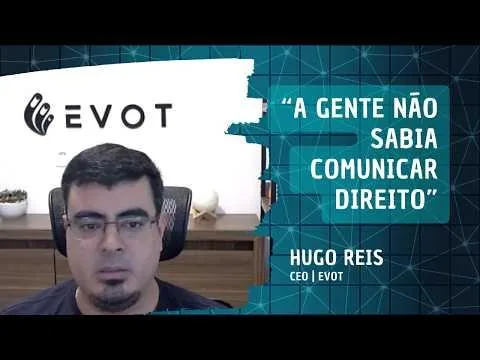 EVOT
“A GENTE NÃO
SABIA
COMUNICAR
DIREITO”
HUGO REIS
CEO | EVOT